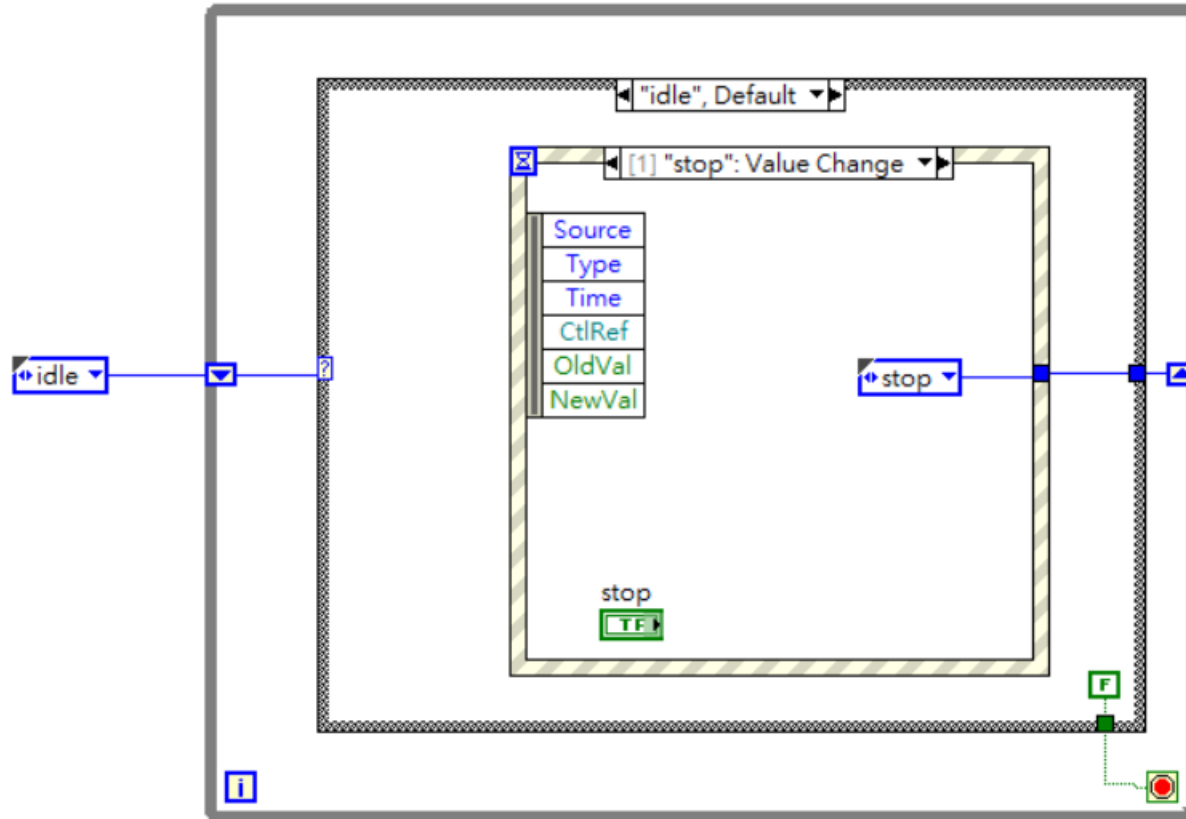 "idle", Default
[1] "stop": Value Change
Source
Type
Time
CtlRef
OldVal
NewVal
idle
?
stop
stop
TF
F
i